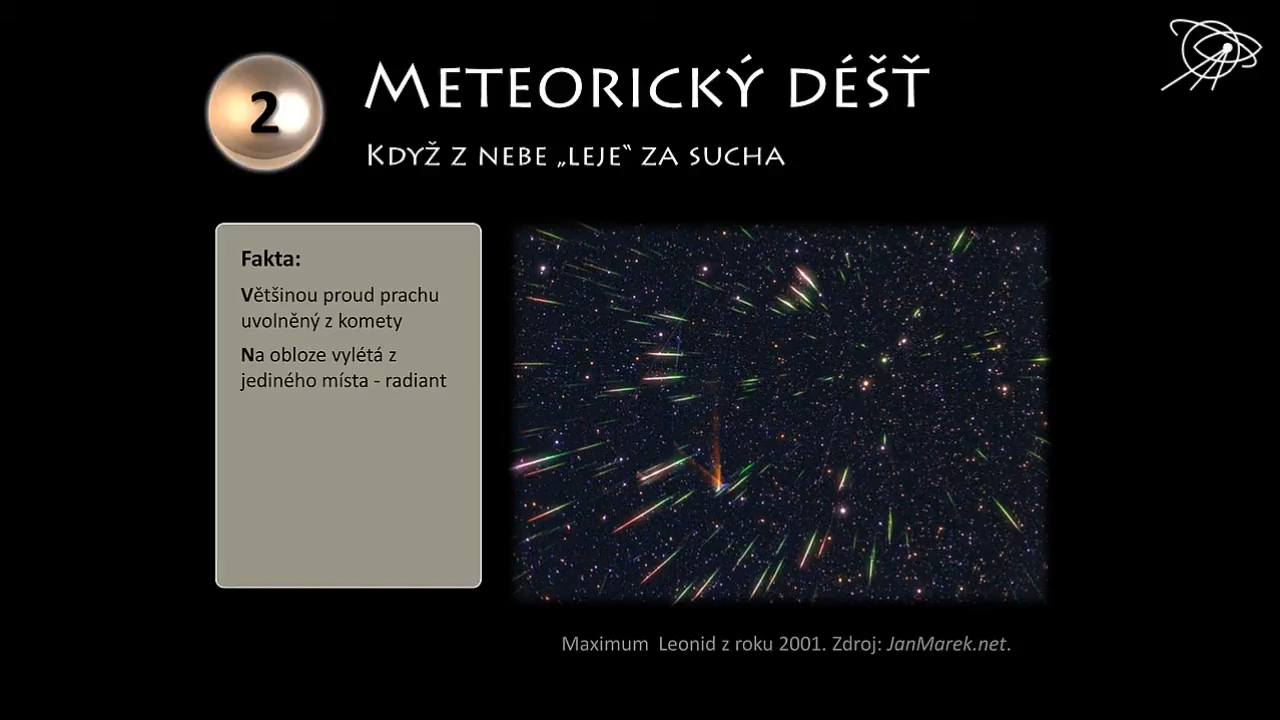 2
Meteorický déšť
Když z nebe „leje“ za sucha
Fakta:
Většinou proud prachu
uvolněný z komety
Na obloze vylétá z
jediného místa - radiant
Maximum Leonid z roku 2001. Zdroj: JanMarek.net.